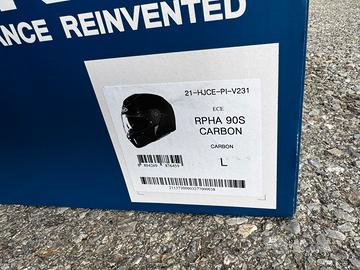 ANCE REINVENTED
21-HJCE-PI-V231
ECE
RPHA 90S
CARBON
CARBON
L